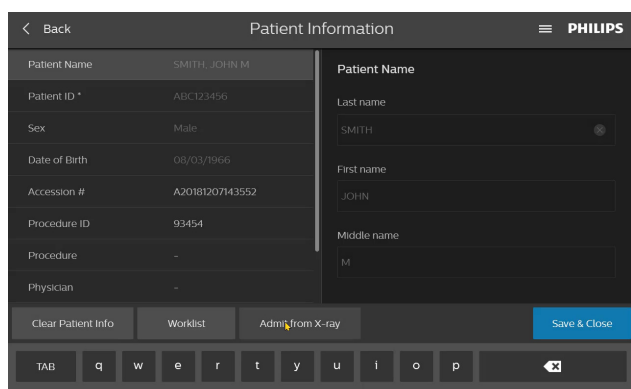 Back
Patient Information
PHILIPS
Patient Name SMITH, JOHN M
Patient ID * ABC123456
Sex Male
Date of Birth 08/03/1966
Accession # A20181207143552
Procedure ID 93454
Procedure -
Physician -
Patient Name
Last name
SMITH
First name
JOHN
Middle name
M
Clear Patient Info
Worklist
Admit from X-ray
Save & Close
TAB q w e r t y u i o p